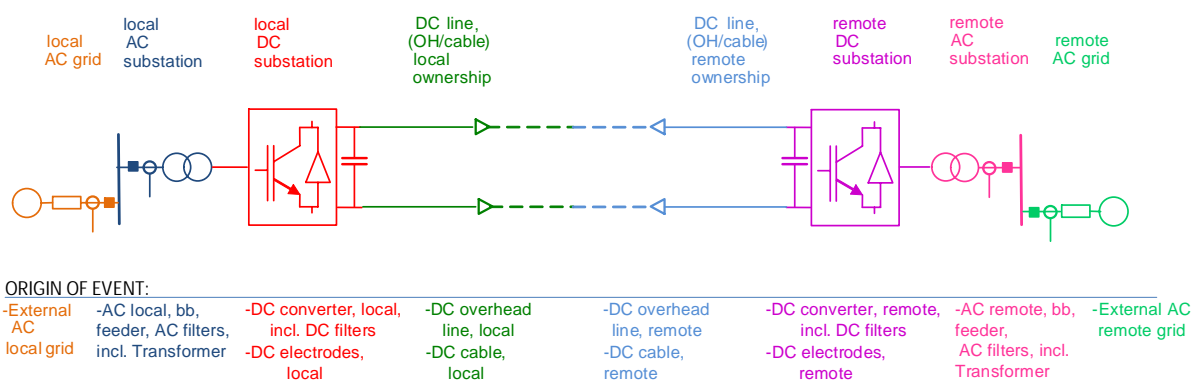 local
AC grid
local
AC
substation
local
DC
substation
DC line,
(OH/cable)
local
ownership
DC line,
(OH/cable)
remote
ownership
remote
DC
substation
remote
AC
substation
remote
AC grid
ORIGIN OF EVENT:
-External
AC
local grid
-AC local, bb,
feeder, AC filters,
incl. Transformer
-DC converter, local,
incl. DC filters
-DC electrodes,
local
-DC overhead
line, local
-DC cable,
local
-DC overhead
line, remote
-DC cable,
remote
-DC converter, remote,
incl. DC filters
-DC electrodes,
remote
-AC remote, bb,
feeder,
AC filters, incl.
Transformer
-External AC
remote grid